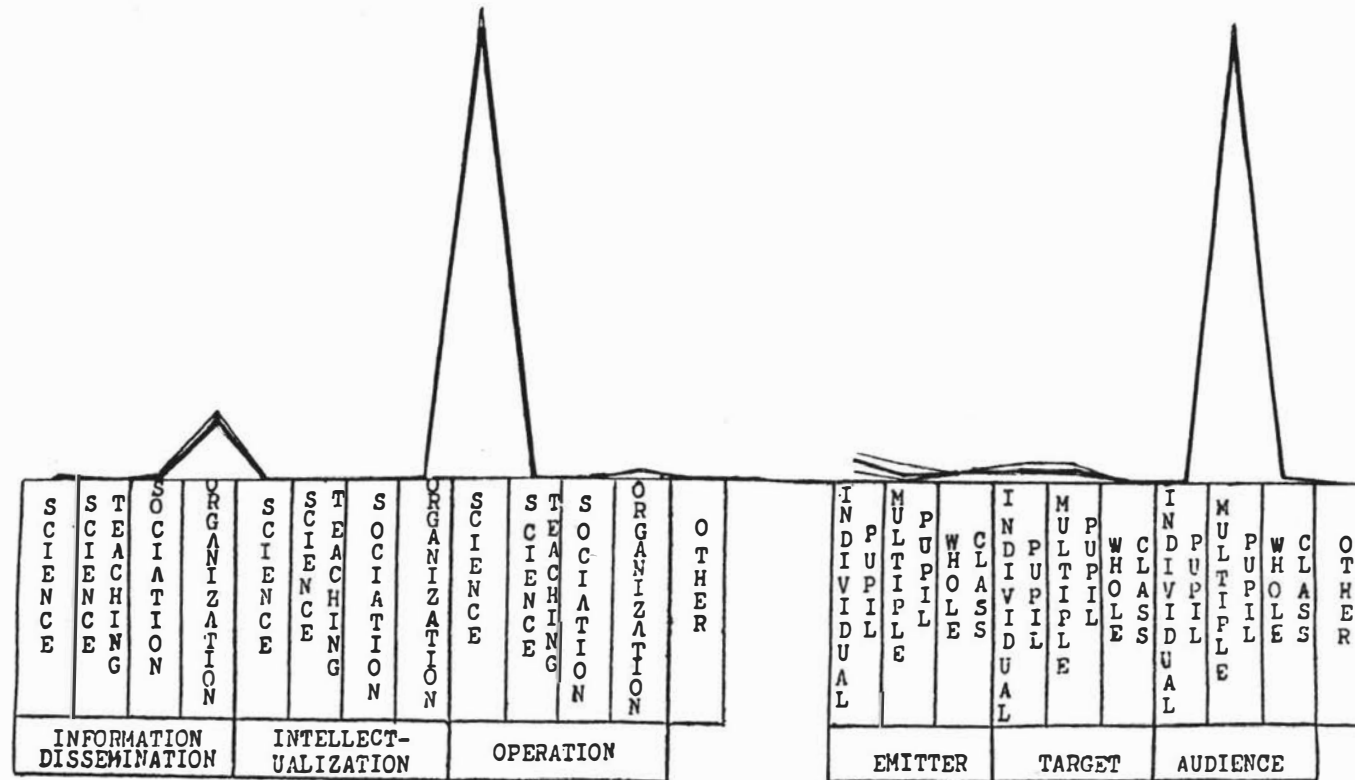 SCIENCE
SCIENCE TEACHING
SOCIATION
ORGANIZATION
SCIENCE
SCIENCE TEACHING
SOCIATION
ORGANIZATION
SCIENCE
SCIENCE TEACHING
SOCIATION
ORGANIZATION
OTHER
INFORMATION
DISSEMINATION
INTELLECT-
UALIZATION
OPERATION
INDIVIDUAL PUPIL
MULTIPLE PUPIL
WHOLE CLASS
INDIVIDUAL PUPIL
MULTIPLE PUPIL
WHOLE CLASS
INDIVIDUAL PUPIL
MULTIPLE PUPIL
WHOLE CLASS
OTHER
EMITTER
TARGET
AUDIENCE